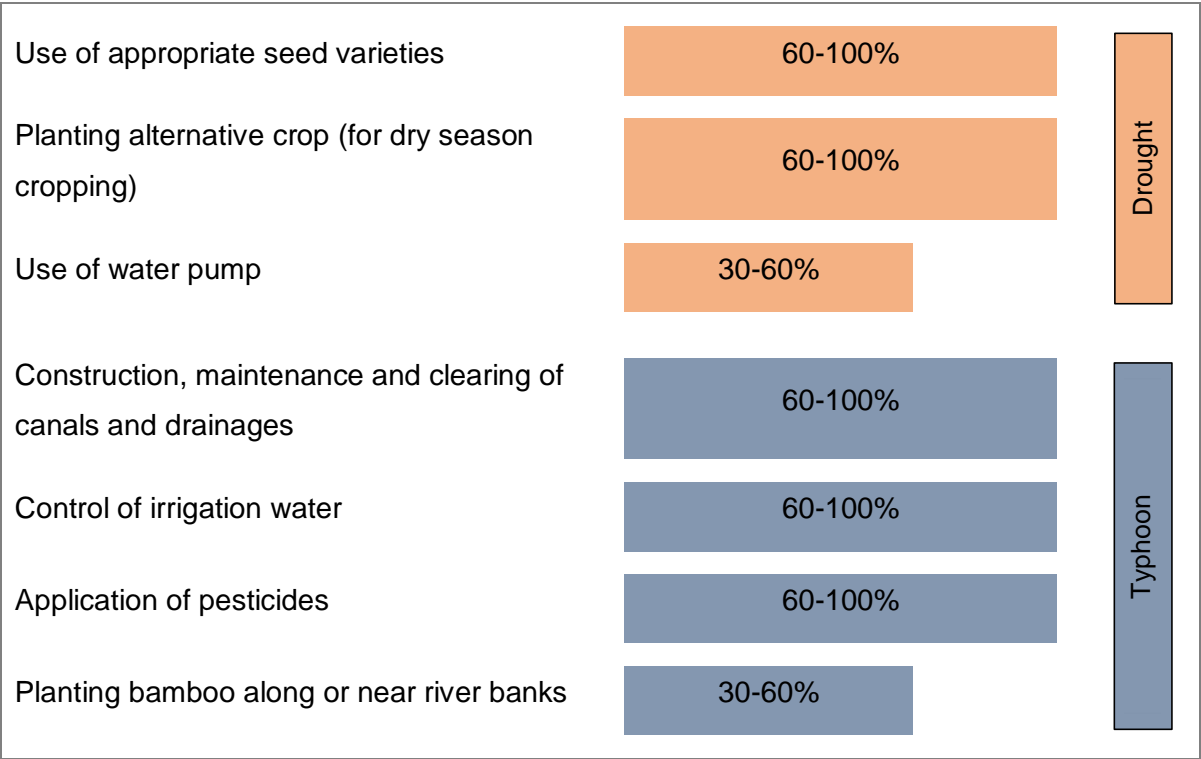 Use of appropriate seed varieties
60-100%
Planting alternative crop (for dry season
cropping)
60-100%
Use of water pump
30-60%
Drought
Construction, maintenance and clearing of
canals and drainages
60-100%
Control of irrigation water
60-100%
Application of pesticides
60-100%
Planting bamboo along or near river banks
30-60%
Typhoon